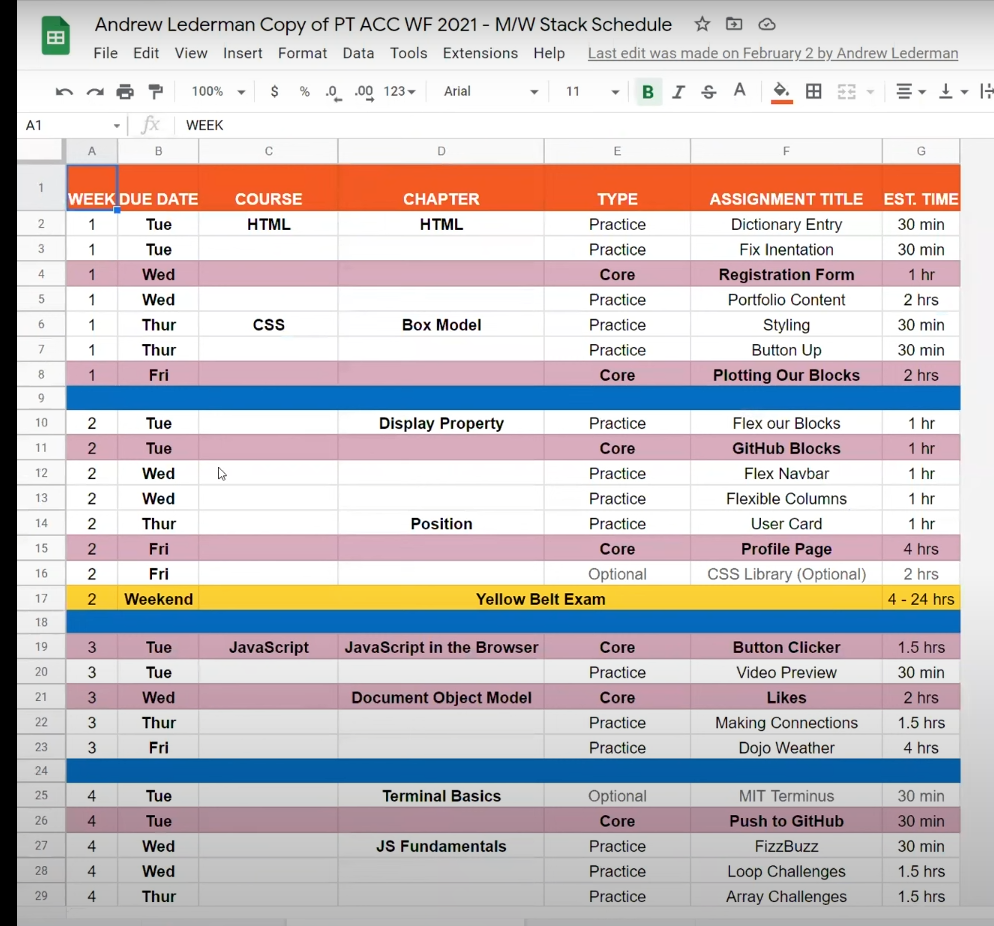 Andrew Lederman Copy of PT ACC WF 2021 - M/W Stack Schedule
File Edit View Insert Format Data Tools Extensions Help Last edit was made on February 2 by Andrew Lederman
100% $ % .0 .00 123 Arial 11 B I S A
A1 fx WEEK
A B C D E F G
1 WEEK DUE DATE COURSE CHAPTER TYPE ASSIGNMENT TITLE EST. TIME
2 1 Tue HTML HTML Practice Dictionary Entry 30 min
3 1 Tue Practice Fix Inentation 30 min
4 1 Wed Core Registration Form 1 hr
5 1 Wed Practice Portfolio Content 2 hrs
6 1 Thur CSS Box Model Practice Styling 30 min
7 1 Thur Practice Button Up 30 min
8 1 Fri Core Plotting Our Blocks 2 hrs
9
10 2 Tue Display Property Practice Flex our Blocks 1 hr
11 2 Tue Core GitHub Blocks 1 hr
12 2 Wed Practice Flex Navbar 1 hr
13 2 Wed Practice Flexible Columns 1 hr
14 2 Thur Position Practice User Card 1 hr
15 2 Fri Core Profile Page 4 hrs
16 2 Fri Optional CSS Library (Optional) 2 hrs
17 2 Weekend Yellow Belt Exam 4 - 24 hrs
18
19 3 Tue JavaScript JavaScript in the Browser Core Button Clicker 1.5 hrs
20 3 Tue Practice Video Preview 30 min
21 3 Wed Document Object Model Core Likes 2 hrs
22 3 Thur Practice Making Connections 1.5 hrs
23 3 Fri Practice Dojo Weather 4 hrs
24
25 4 Tue Terminal Basics Optional MIT Terminus 30 min
26 4 Tue Core Push to GitHub 30 min
27 4 Wed JS Fundamentals Practice FizzBuzz 30 min
28 4 Wed Practice Loop Challenges 1.5 hrs
29 4 Thur Practice Array Challenges 1.5 hrs